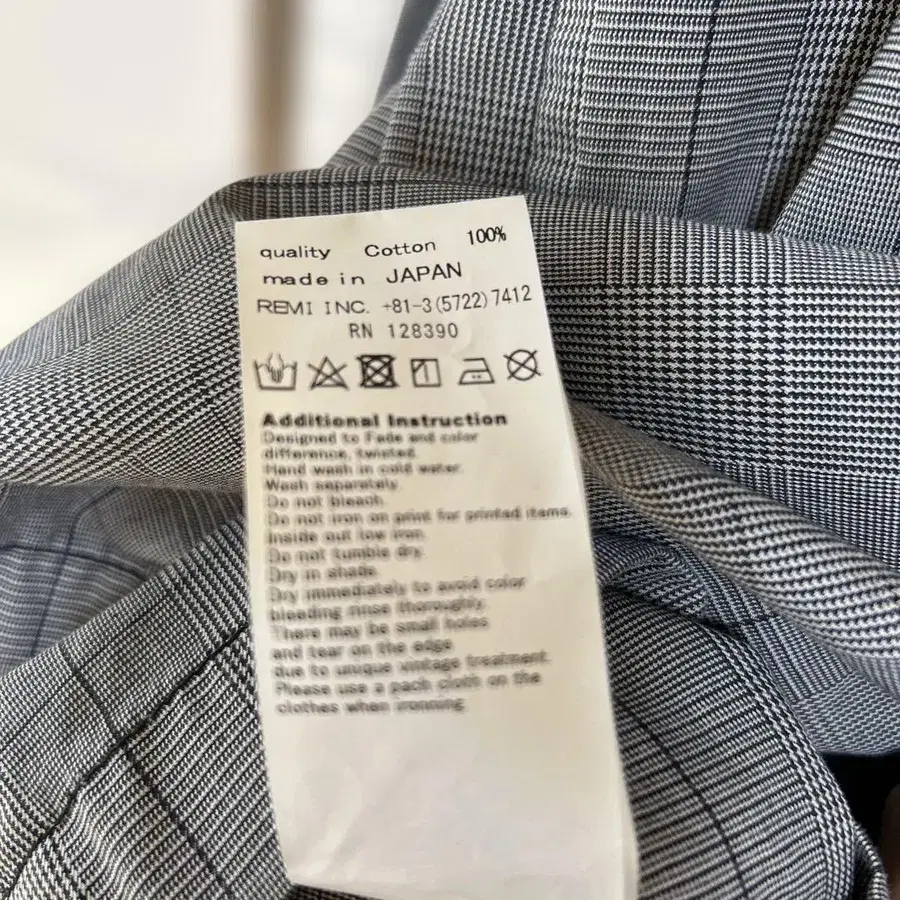 quality Cotton 100%
made in JAPAN
REMI INC. +81-3(5722)7412
RN 128390
Additional Instruction
Designed to Fade and color
difference, twisted.
Hand wash in cold water.
Wash separately.
Do not bleach.
Do not iron on print for printed items.
Inside out low iron.
Do not tumble dry.
Dry in shade.
Dry immediately to avoid color
bleeding rinse thoroughly.
There may be small holes
and tear on the edge
due to unique vintage treatment.
Please use a pach cloth on the
clothes when ironning